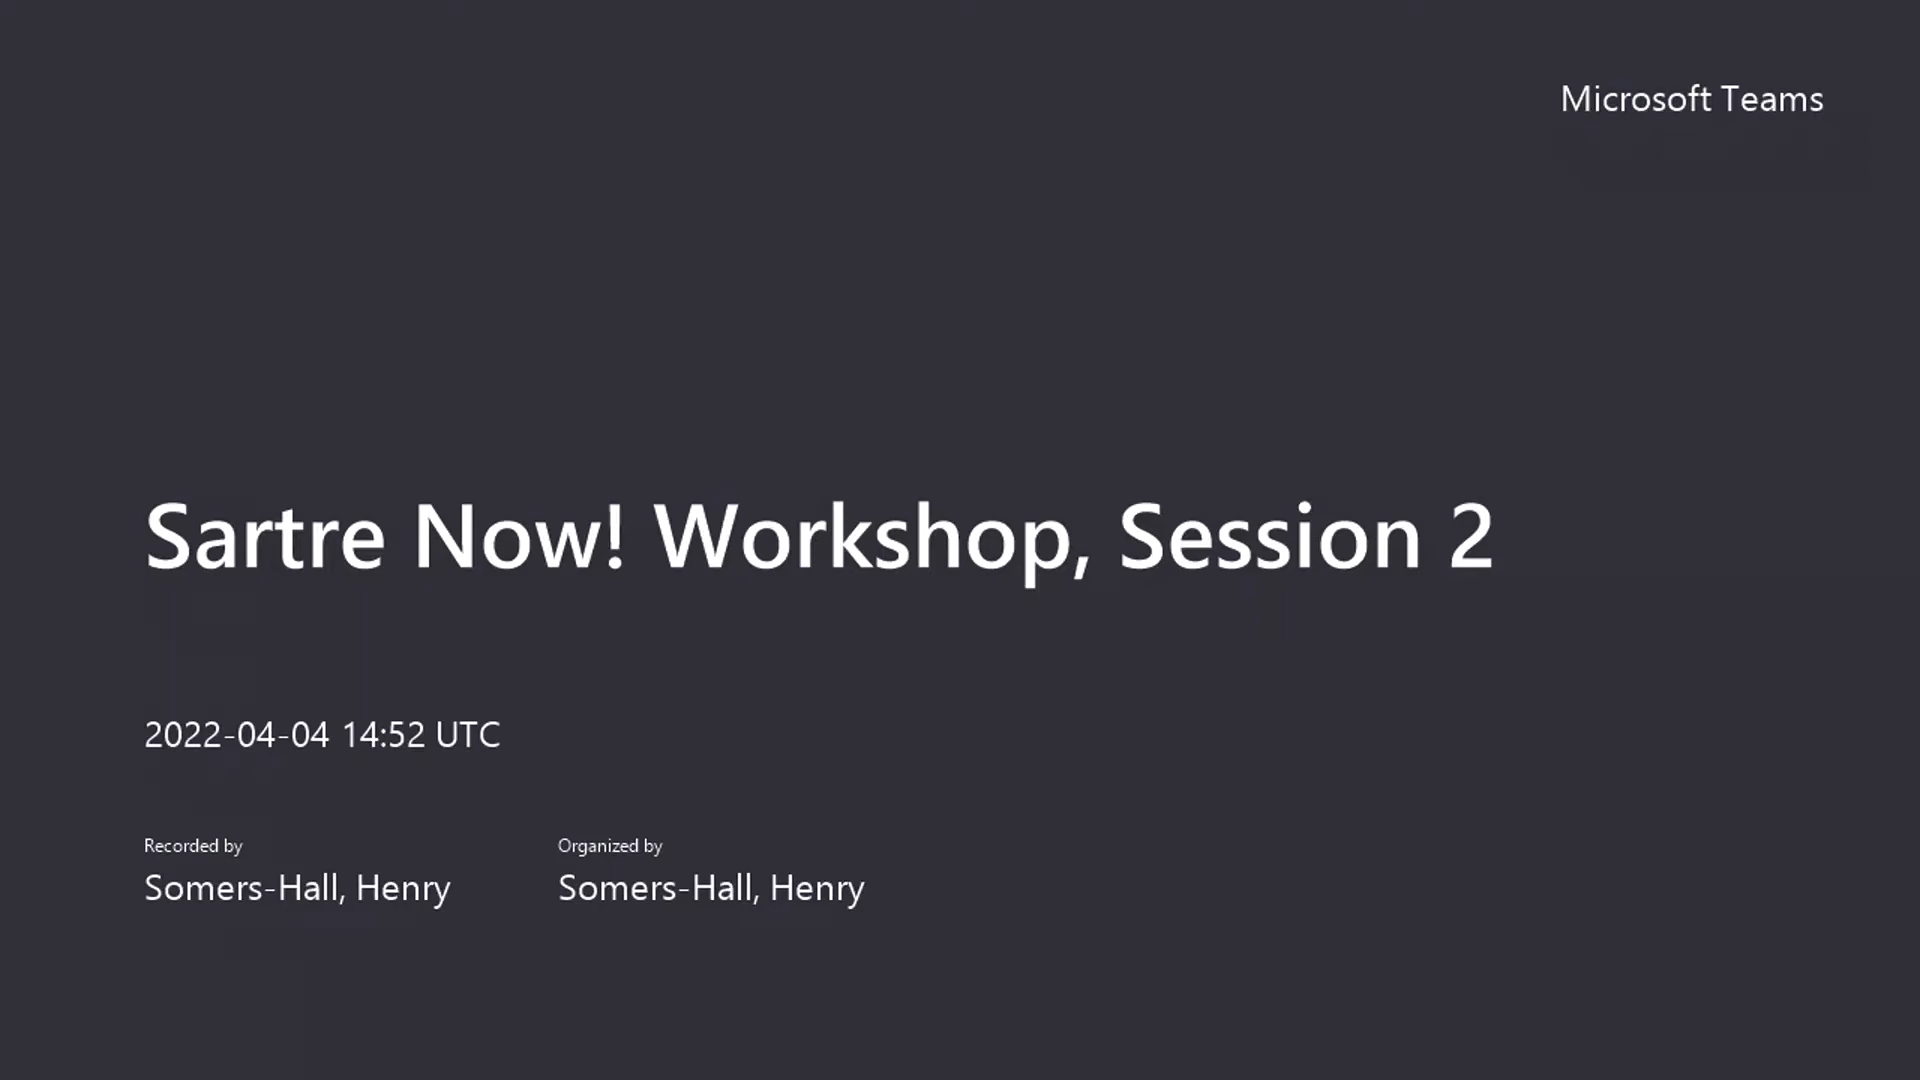 Microsoft Teams
Sartre Now! Workshop, Session 2
2022-04-04 14:52 UTC
Recorded by
Somers-Hall, Henry
Organized by
Somers-Hall, Henry